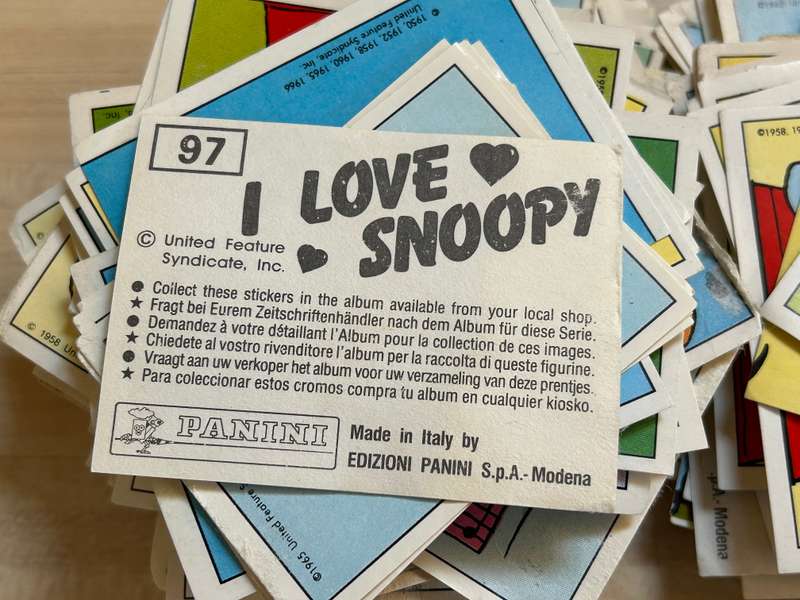 © 1950, 1952, 1958, 1960, 1965, 1966
United Feature Syndicate, Inc.
97
I LOVE
SNOOPY
© United Feature
Syndicate, Inc.
● Collect these stickers in the album available from your local shop.
★ Fragt bei Eurem Zeitschriftenhändler nach dem Album für diese Serie.
● Demandez à votre détaillant l'Album pour la collection de ces images.
★ Chiedete al vostro rivenditore l'album per la raccolta di queste figurine.
● Vraagt aan uw verkoper het album voor uw verzameling van deze prentjes.
★ Para coleccionar estos cromos compra tu album en cualquier kiosko.
PANINI
Made in Italy by
EDIZIONI PANINI S.p.A.- Modena
©1958, 19
© 1958 Un
©1965 United Feature S
p.A.- Modena